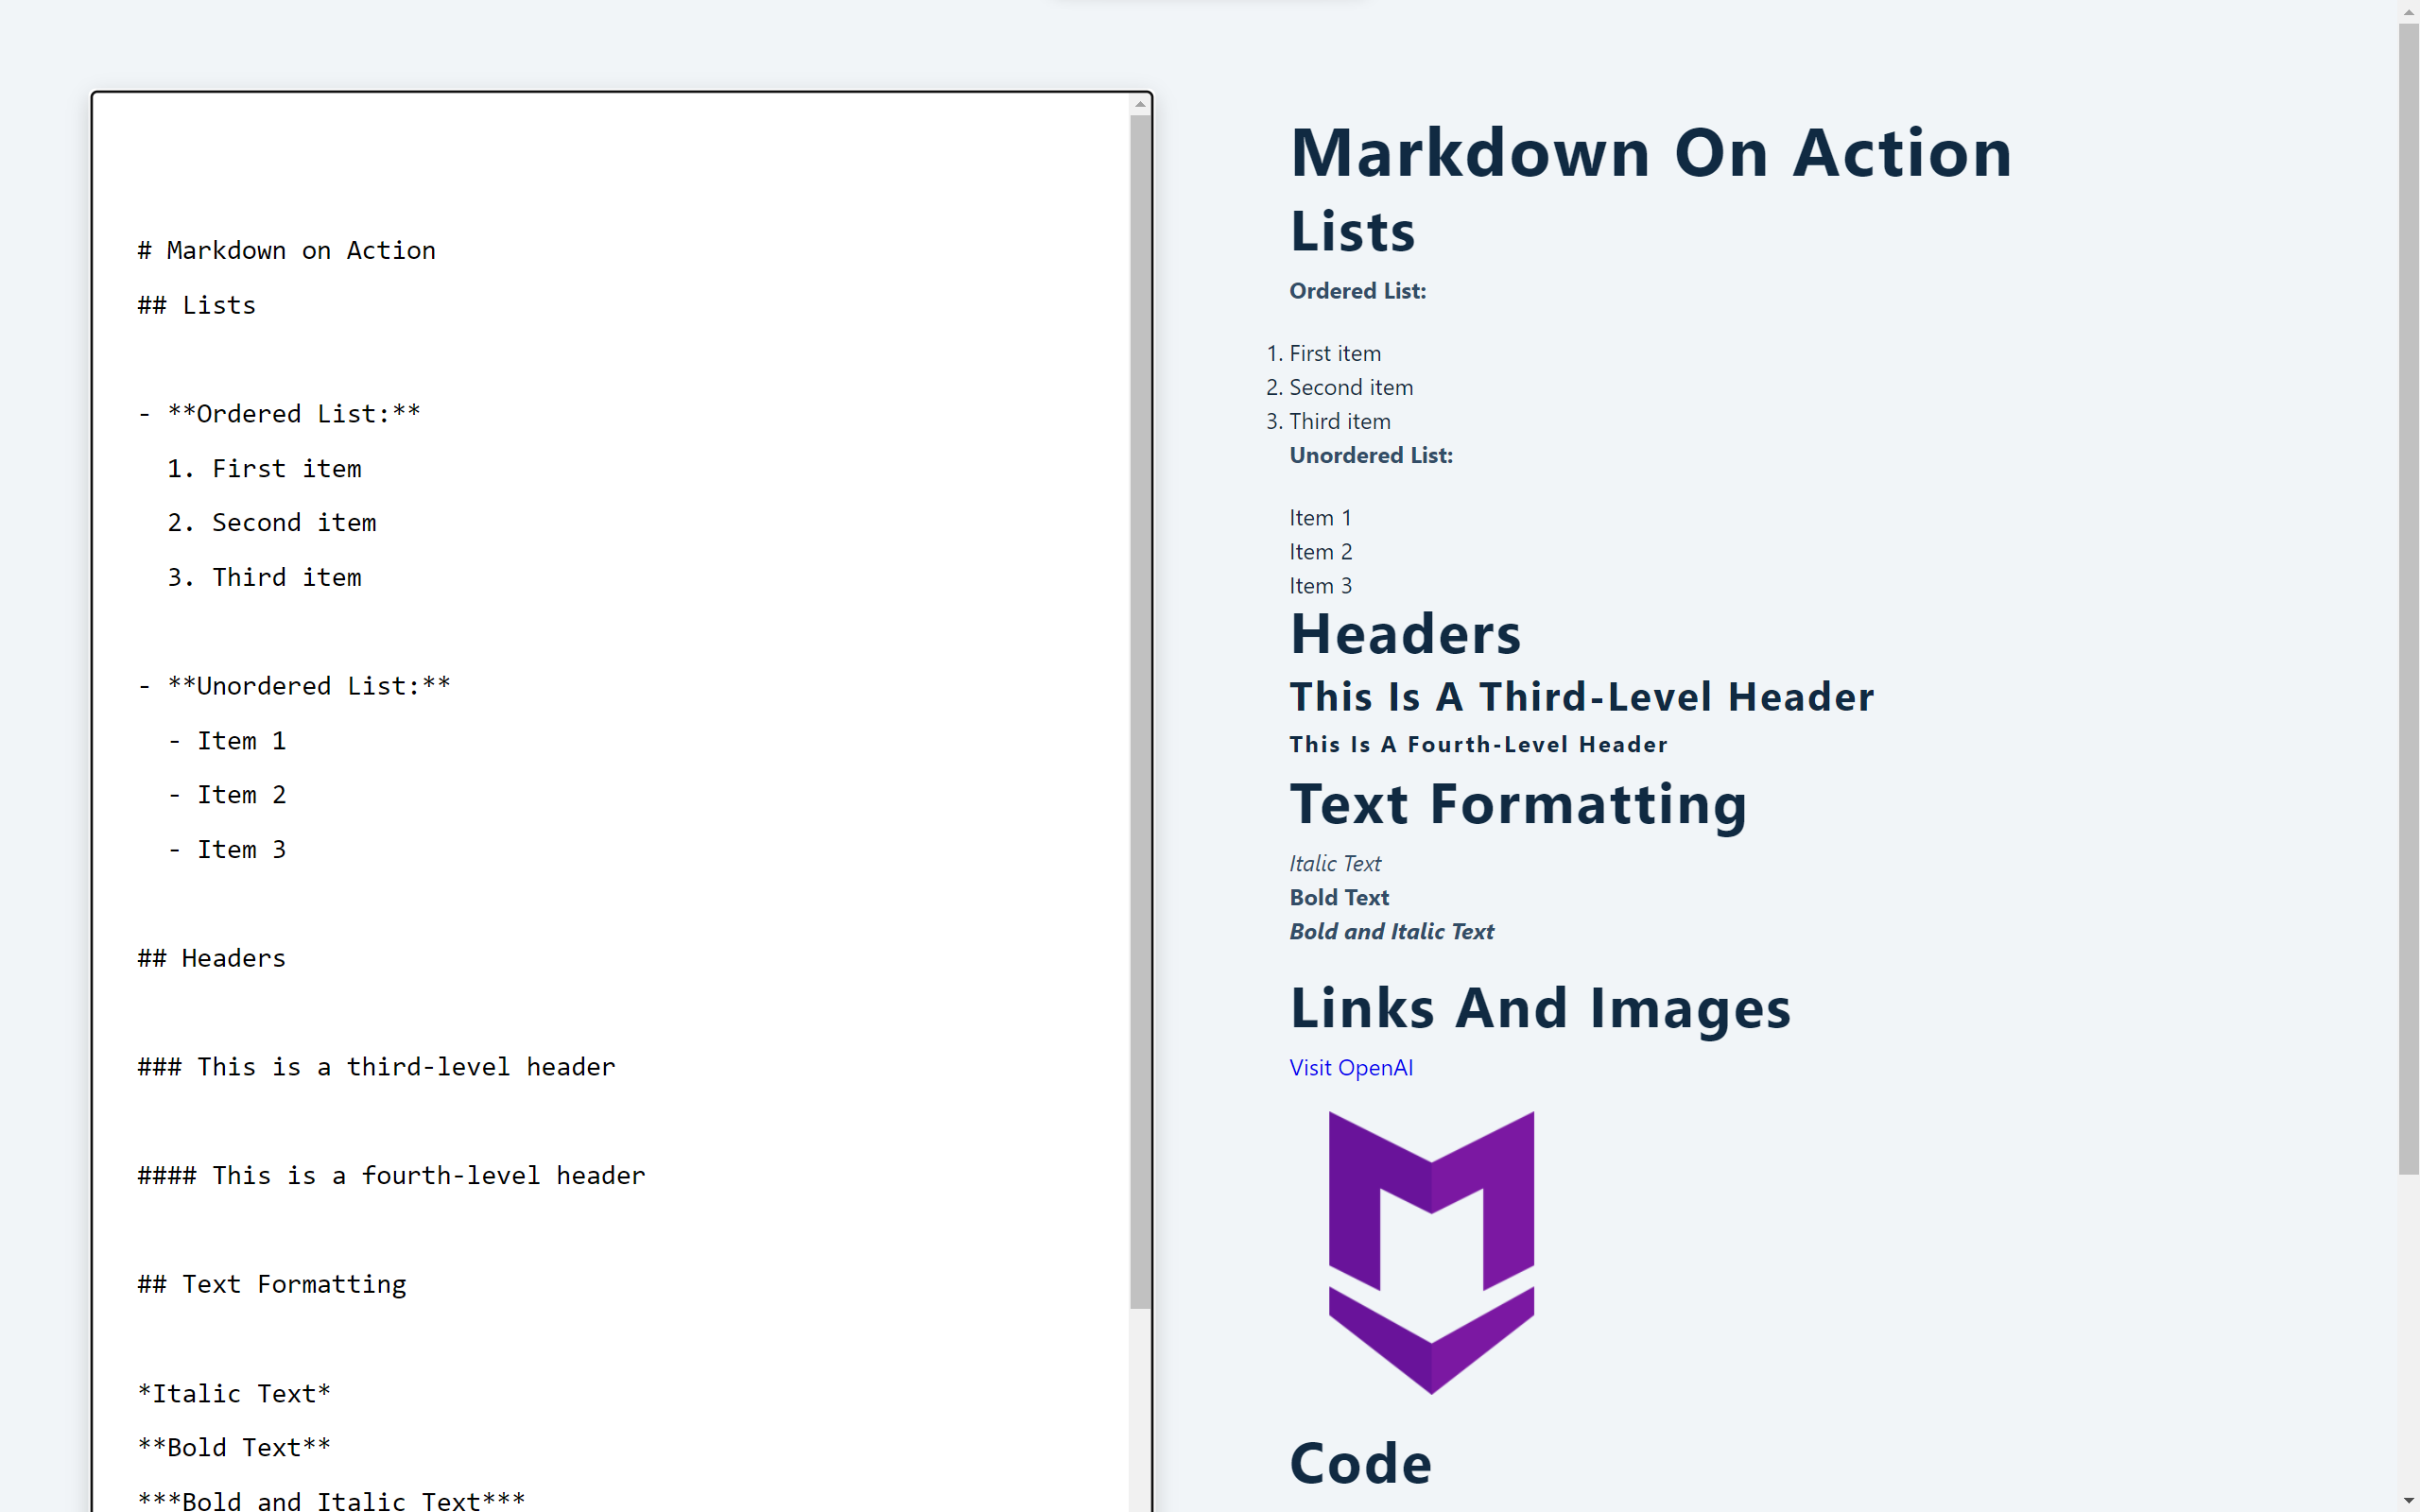 # Markdown on Action
## Lists
- **Ordered List:**
1. First item
2. Second item
3. Third item
- **Unordered List:**
- Item 1
- Item 2
- Item 3
## Headers
### This is a third-level header
#### This is a fourth-level header
## Text Formatting
*Italic Text*
**Bold Text**
***Bold and Italic Text***
Markdown On Action
Lists
Ordered List:
1. First item
2. Second item
3. Third item
Unordered List:
Item 1
Item 2
Item 3
Headers
This Is A Third-Level Header
This Is A Fourth-Level Header
Text Formatting
Italic Text
Bold Text
Bold and Italic Text
Links And Images
Visit OpenAI
Code